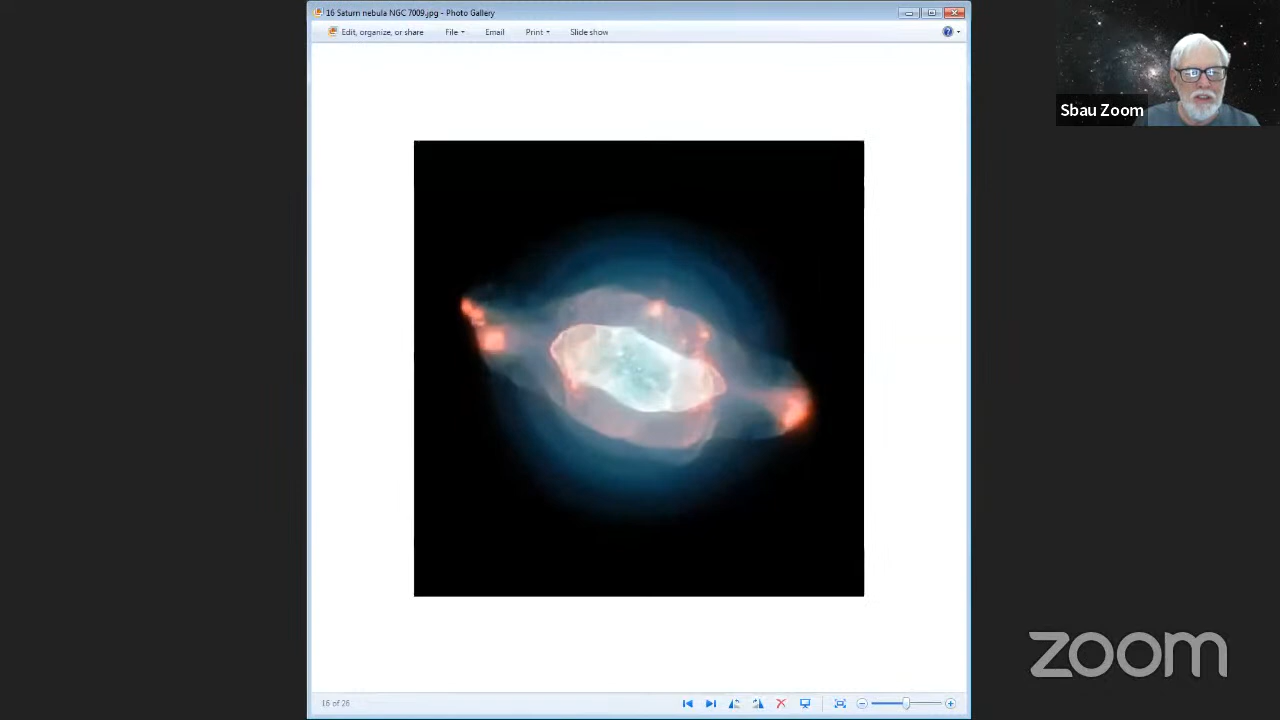 16 Saturn nebula NGC 7009.jpg - Photo Gallery
Edit, organize, or share File Email Print Slide show
Sbau Zoom
zoom
16 of 26